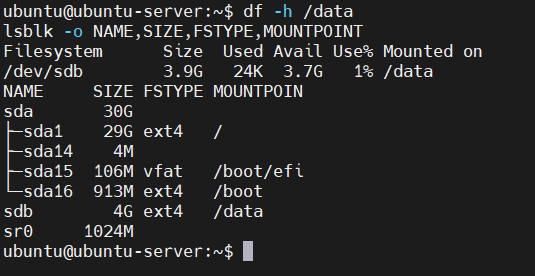 ubuntu@ubuntu-server:~$ df -h /data
lsblk -o NAME,SIZE,FSTYPE,MOUNTPOINT
Filesystem      Size  Used Avail Use% Mounted on
/dev/sdb        3.9G   24K  3.7G   1% /data
NAME     SIZE FSTYPE MOUNTPOIN
sda       30G
├─sda1    29G ext4   /
├─sda14    4M
├─sda15  106M vfat   /boot/efi
└─sda16  913M ext4   /boot
sdb        4G ext4   /data
sr0     1024M
ubuntu@ubuntu-server:~$